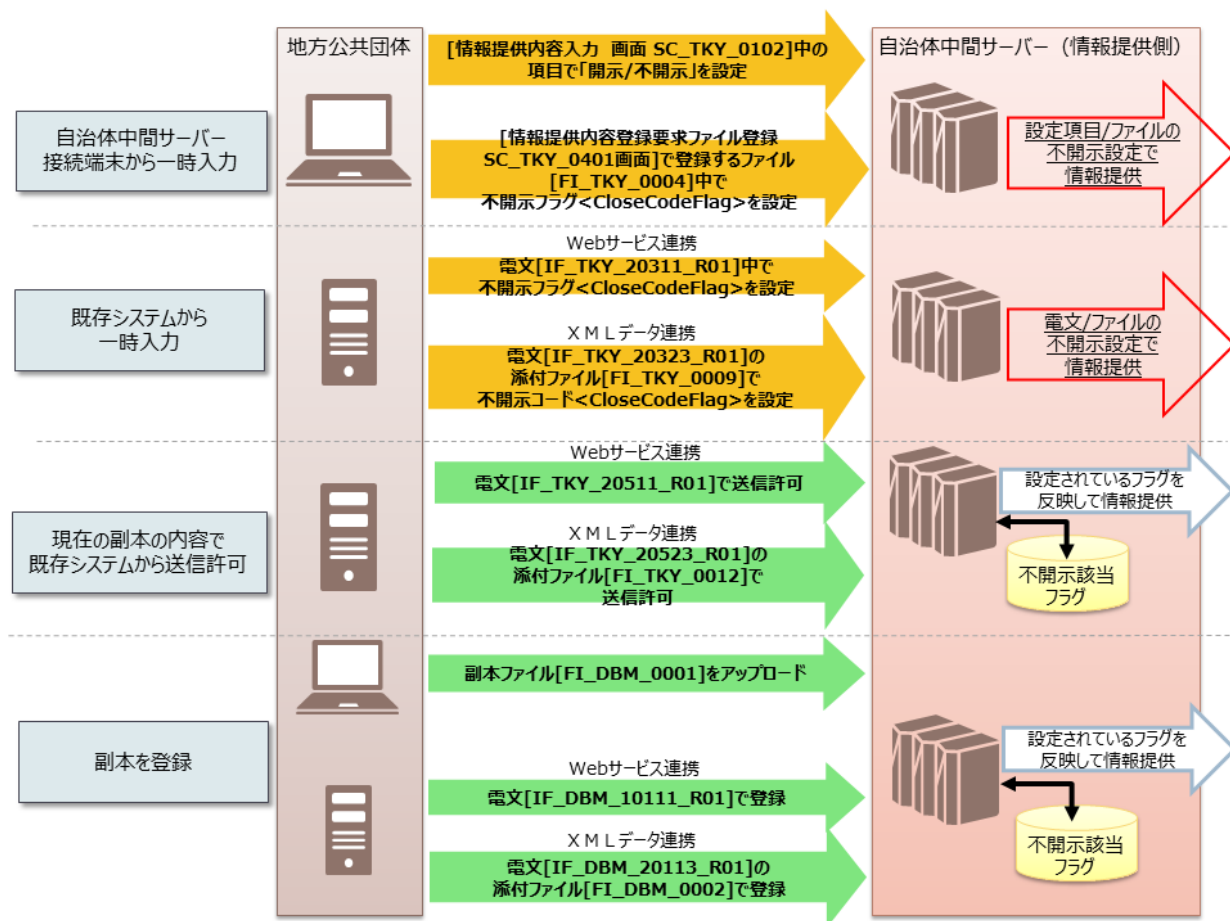 地方公共団体
自治体中間サーバー（情報提供側）
自治体中間サーバー
接続端末から一時入力
[情報提供内容入力 画面 SC_TKY_0102]中の
項目で「開示/不開示」を設定
[情報提供内容登録要求ファイル登録
SC_TKY_0401画面]で登録するファイル
[FI_TKY_0004]中で
不開示フラグ<CloseCodeFlag>を設定
設定項目/ファイルの
不開示設定で
情報提供
既存システムから
一時入力
Webサービス連携
電文[IF_TKY_20311_R01]中で
不開示フラグ<CloseCodeFlag>を設定
ＸＭＬデータ連携
電文[IF_TKY_20323_R01]の
添付ファイル[FI_TKY_0009]で
不開示コード<CloseCodeFlag>を設定
電文/ファイルの
不開示設定で
情報提供
現在の副本の内容で
既存システムから送信許可
Webサービス連携
電文[IF_TKY_20511_R01]で送信許可
ＸＭＬデータ連携
電文[IF_TKY_20523_R01]の
添付ファイル[FI_TKY_0012]で
送信許可
設定されているフラグを
反映して情報提供
不開示該当
フラグ
副本を登録
副本ファイル[FI_DBM_0001]をアップロード
Webサービス連携
電文[IF_DBM_10111_R01]で登録
ＸＭＬデータ連携
電文[IF_DBM_20113_R01]の
添付ファイル[FI_DBM_0002]で登録
設定されているフラグを
反映して情報提供
不開示該当
フラグ